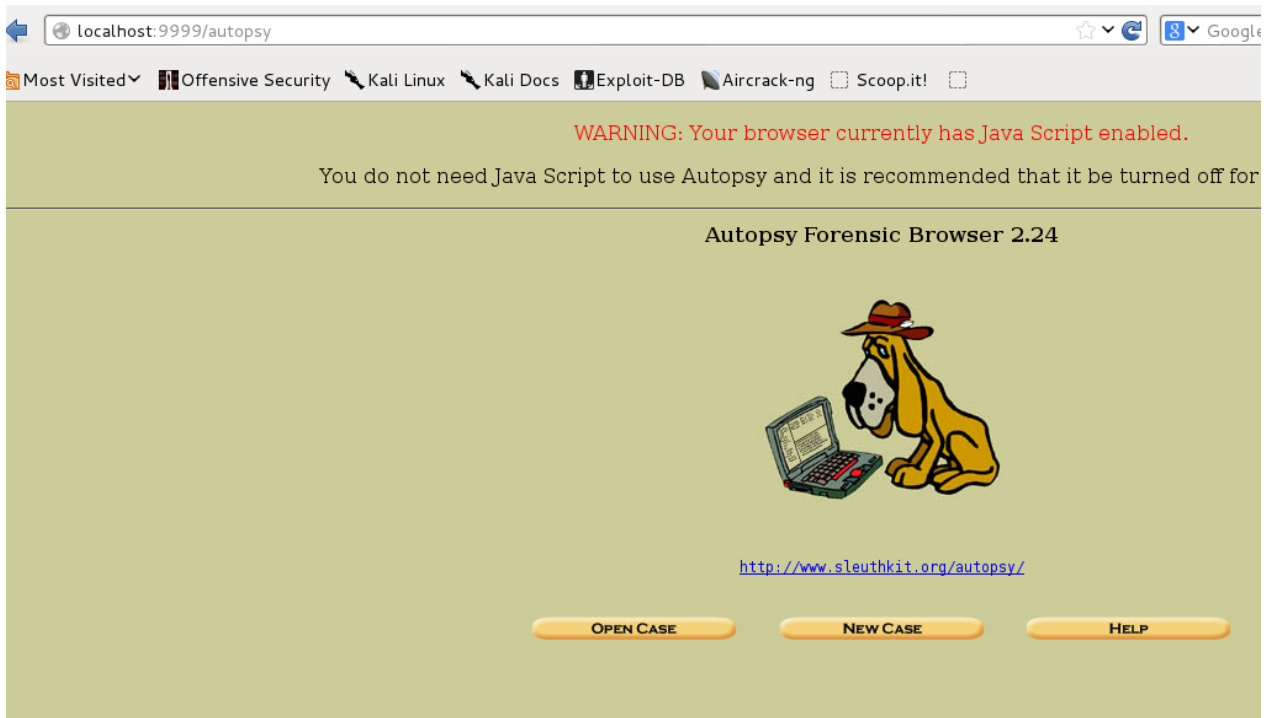 localhost:9999/autopsy
Google
Most Visited Offensive Security Kali Linux Kali Docs Exploit-DB Aircrack-ng Scoop.it!
WARNING: Your browser currently has Java Script enabled.
You do not need Java Script to use Autopsy and it is recommended that it be turned off for
Autopsy Forensic Browser 2.24
http://www.sleuthkit.org/autopsy/
OPEN CASE NEW CASE HELP